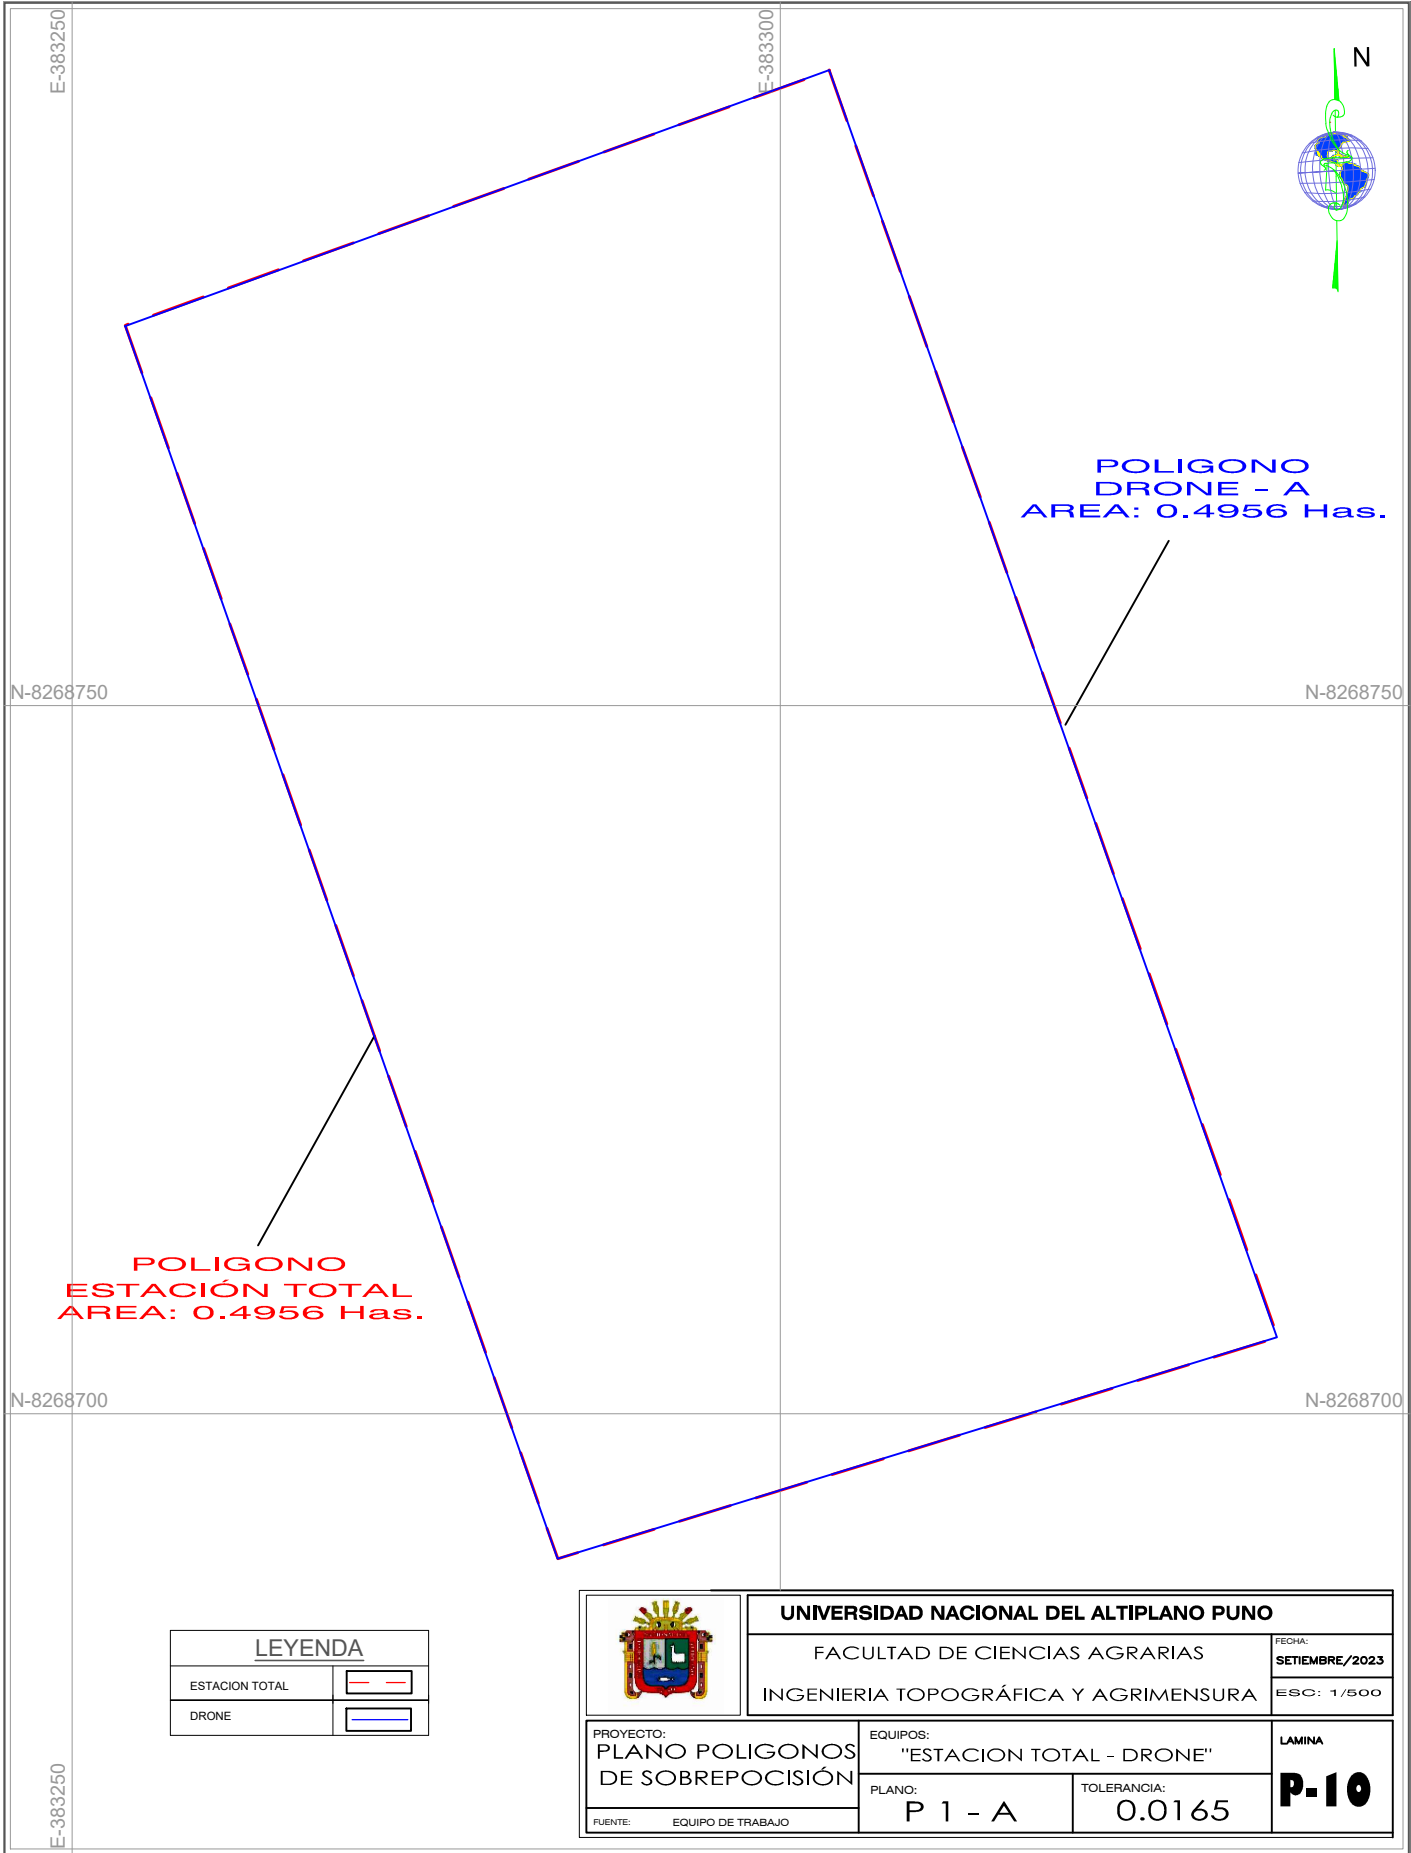 E-383250
E-383300
N
POLIGONO
DRONE - A
AREA: 0.4956 Has.
N-8268750
N-8268750
POLIGONO
ESTACIÓN TOTAL
AREA: 0.4956 Has.
N-8268700
N-8268700
LEYENDA
ESTACION TOTAL
DRONE
E-383250
UNIVERSIDAD NACIONAL DEL ALTIPLANO PUNO
FACULTAD DE CIENCIAS AGRARIAS
INGENIERIA TOPOGRÁFICA Y AGRIMENSURA
FECHA:
SETIEMBRE/2023
ESC: 1/500
PROYECTO:
PLANO POLIGONOS
DE SOBREPOCISIÓN
FUENTE: EQUIPO DE TRABAJO
EQUIPOS:
"ESTACION TOTAL - DRONE"
PLANO:
P 1 - A
TOLERANCIA:
0.0165
LAMINA
P-10